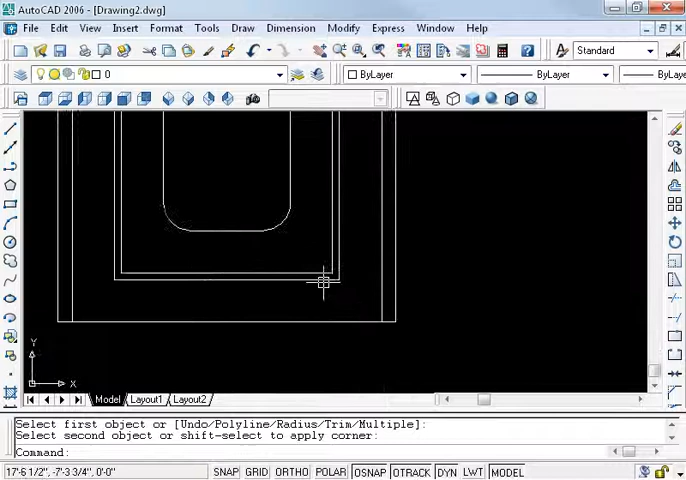 AutoCAD 2006 - [Drawing2.dwg]
File Edit View Insert Format Tools Draw Dimension Modify Express Window Help
Standard
0 ByLayer ByLayer ByLayer
Y
X
Model Layout1 Layout2
Select first object or [Undo/Polyline/Radius/Trim/Multiple]:
Select second object or shift-select to apply corner:
Command:
17'-6 1/2", -7'-3 3/4", 0'-0" SNAP GRID ORTHO POLAR OSNAP OTRACK DYN LWT MODEL